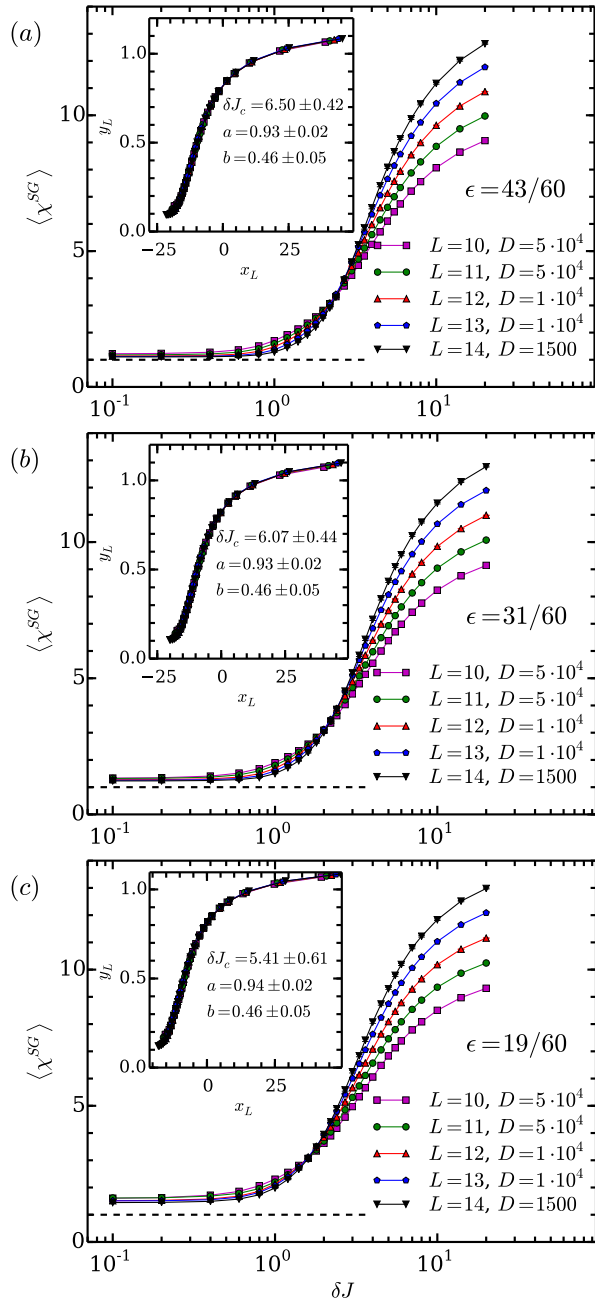 (a)
⟨χ^{SG}⟩
10
5
0
10^{-1}
10^{0}
10^{1}
y_L
1.0
0.5
0.0
−25
0
25
x_L
δJ_c = 6.50 ± 0.42
a = 0.93 ± 0.02
b = 0.46 ± 0.05
ϵ = 43/60
L = 10, D = 5·10^4
L = 11, D = 5·10^4
L = 12, D = 1·10^4
L = 13, D = 1·10^4
L = 14, D = 1500
(b)
⟨χ^{SG}⟩
10
5
0
10^{-1}
10^{0}
10^{1}
y_L
1.0
0.5
0.0
−25
0
25
x_L
δJ_c = 6.07 ± 0.44
a = 0.93 ± 0.02
b = 0.46 ± 0.05
ϵ = 31/60
L = 10, D = 5·10^4
L = 11, D = 5·10^4
L = 12, D = 1·10^4
L = 13, D = 1·10^4
L = 14, D = 1500
(c)
⟨χ^{SG}⟩
10
5
0
10^{-1}
10^{0}
10^{1}
y_L
1.0
0.5
0.0
0
25
x_L
δJ_c = 5.41 ± 0.61
a = 0.94 ± 0.02
b = 0.46 ± 0.05
ϵ = 19/60
L = 10, D = 5·10^4
L = 11, D = 5·10^4
L = 12, D = 1·10^4
L = 13, D = 1·10^4
L = 14, D = 1500
δJ